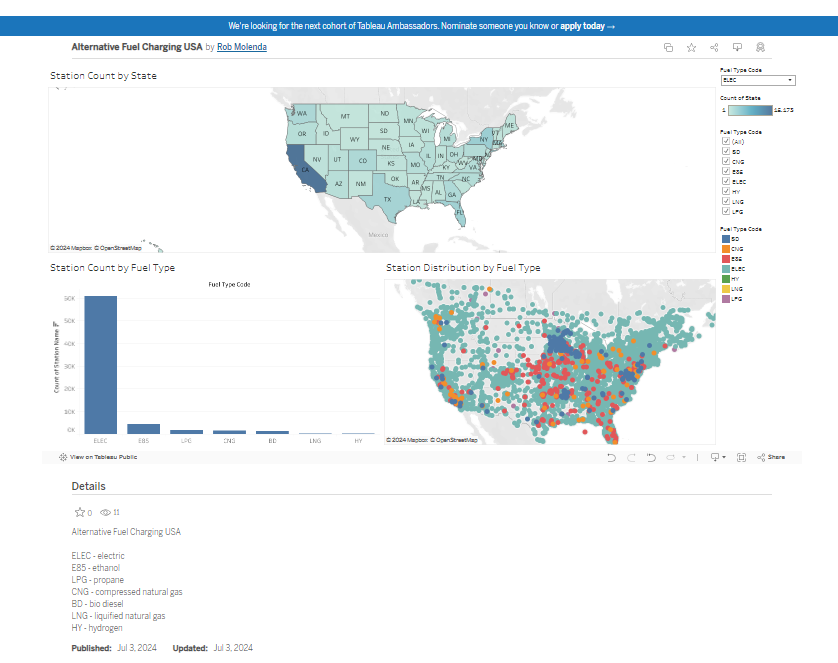 We're looking for the next cohort of Tableau Ambassadors. Nominate someone you know or apply today →
Alternative Fuel Charging USA by Rob Molenda
Station Count by State
Fuel Type Code
ELEC
Count of State
1
Fuel Type Code
(All)
BD
CNG
E85
ELEC
HY
LNG
LPG
Fuel Type Code
BD
CNG
E85
ELEC
HY
LNG
LPG
WA
MT
ND
MN
ME
OR
ID
SD
WI
MI
VT
NY
WY
IA
NE
NV
UT
CO
IL
IN
OH
WV
VA
MD
CA
KS
MO
KY
AZ
NM
OK
AR
TN
NC
TX
LA
MS
AL
GA
FL
Mexico
© 2024 Mapbox © OpenStreetMap
Station Count by Fuel Type
Fuel Type Code
Count of Station Name
60K
50K
40K
30K
20K
10K
0K
ELEC
E85
LPG
CNG
BD
LNG
HY
Station Distribution by Fuel Type
© 2024 Mapbox © OpenStreetMap
View on Tableau Public
Share
Details
0
11
Alternative Fuel Charging USA
ELEC - electric
E85 - ethanol
LPG - propane
CNG - compressed natural gas
BD - bio diesel
LNG - liquified natural gas
HY - hydrogen
Published: Jul 3, 2024 Updated: Jul 3, 2024